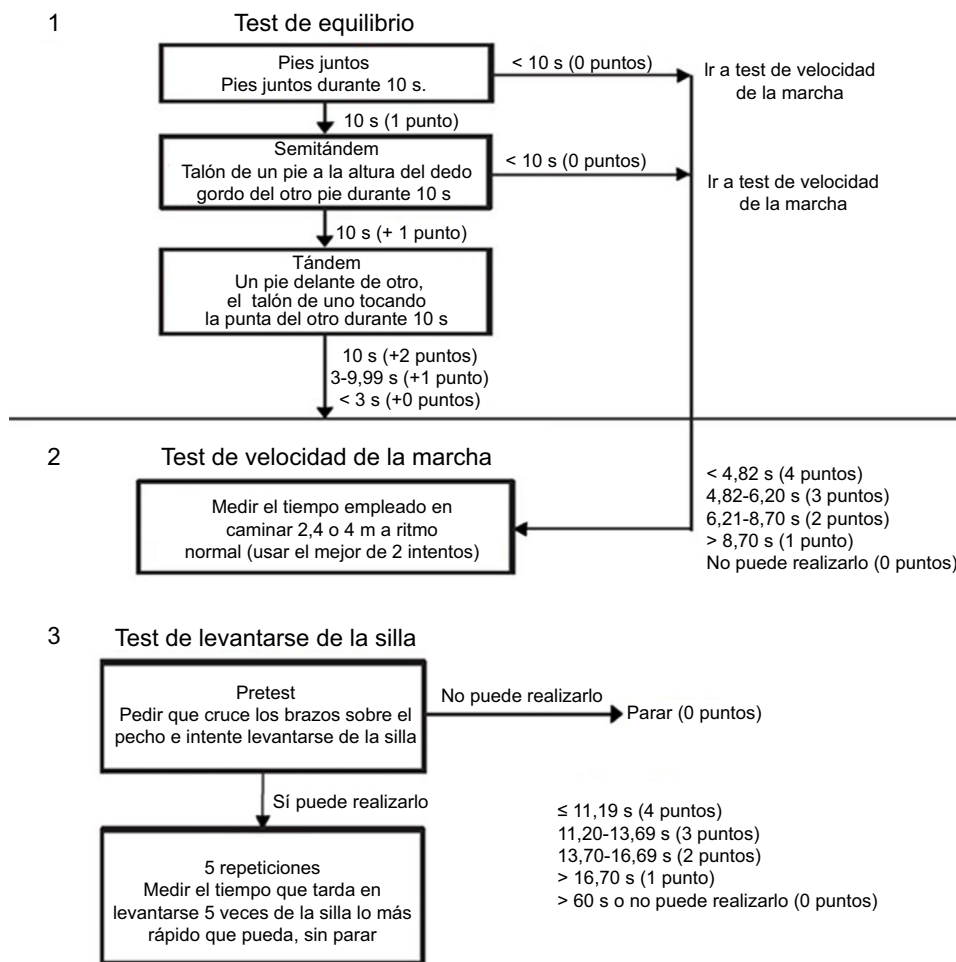 1 Test de equilibrio
Pies juntos
Pies juntos durante 10 s.
< 10 s (0 puntos)
Ir a test de velocidad
de la marcha
10 s (1 punto)
Semitándem
Talón de un pie a la altura del dedo
gordo del otro pie durante 10 s
< 10 s (0 puntos)
Ir a test de velocidad
de la marcha
10 s (+ 1 punto)
Tándem
Un pie delante de otro,
el talón de uno tocando
la punta del otro durante 10 s
10 s (+2 puntos)
3-9,99 s (+1 punto)
< 3 s (+0 puntos)
2 Test de velocidad de la marcha
Medir el tiempo empleado en
caminar 2,4 o 4 m a ritmo
normal (usar el mejor de 2 intentos)
< 4,82 s (4 puntos)
4,82-6,20 s (3 puntos)
6,21-8,70 s (2 puntos)
> 8,70 s (1 punto)
No puede realizarlo (0 puntos)
3 Test de levantarse de la silla
Pretest
Pedir que cruce los brazos sobre el
pecho e intente levantarse de la silla
No puede realizarlo
Parar (0 puntos)
Sí puede realizarlo
5 repeticiones
Medir el tiempo que tarda en
levantarse 5 veces de la silla lo más
rápido que pueda, sin parar
≤ 11,19 s (4 puntos)
11,20-13,69 s (3 puntos)
13,70-16,69 s (2 puntos)
> 16,70 s (1 punto)
> 60 s o no puede realizarlo (0 puntos)